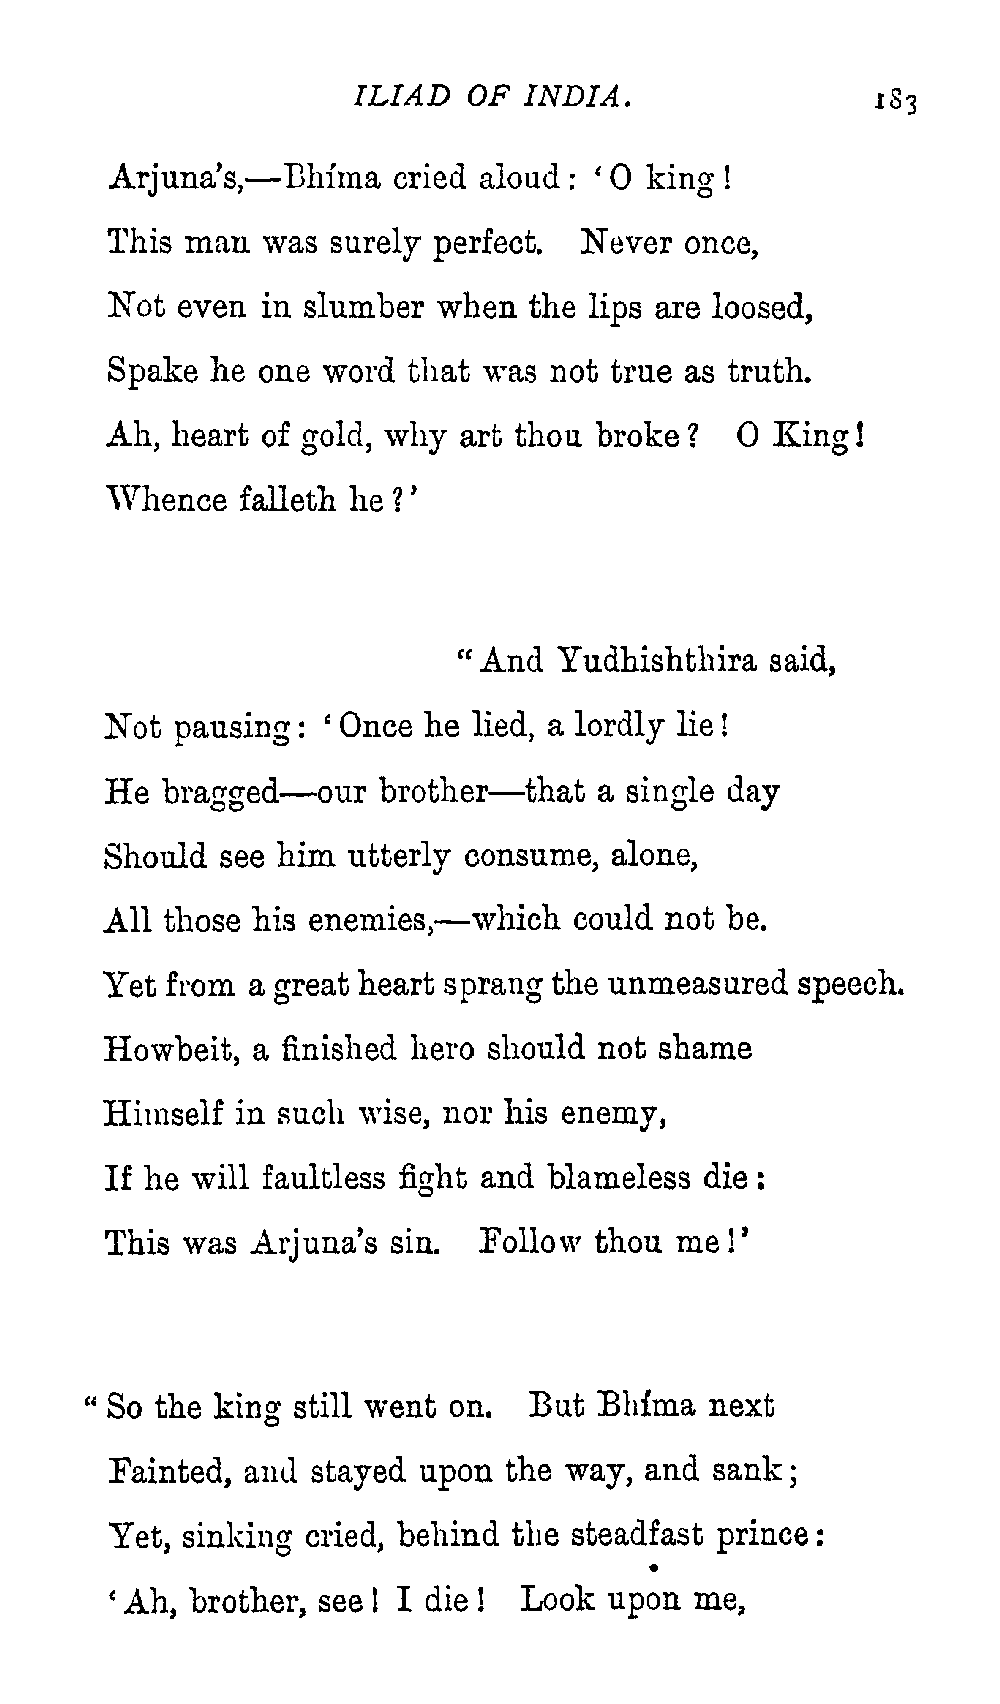 ILIAD OF INDIA. 183
Arjuna's,—Bhíma cried aloud: 'O king!
This man was surely perfect. Never once,
Not even in slumber when the lips are loosed,
Spake he one word that was not true as truth.
Ah, heart of gold, why art thou broke? O King!
Whence falleth he?'
"And Yudhishthira said,
Not pausing: 'Once he lied, a lordly lie!
He bragged—our brother—that a single day
Should see him utterly consume, alone,
All those his enemies,—which could not be.
Yet from a great heart sprang the unmeasured speech.
Howbeit, a finished hero should not shame
Himself in such wise, nor his enemy,
If he will faultless fight and blameless die:
This was Arjuna's sin. Follow thou me!'
"So the king still went on. But Bhíma next
Fainted, and stayed upon the way, and sank;
Yet, sinking cried, behind the steadfast prince:
'Ah, brother, see! I die! Look upon me,